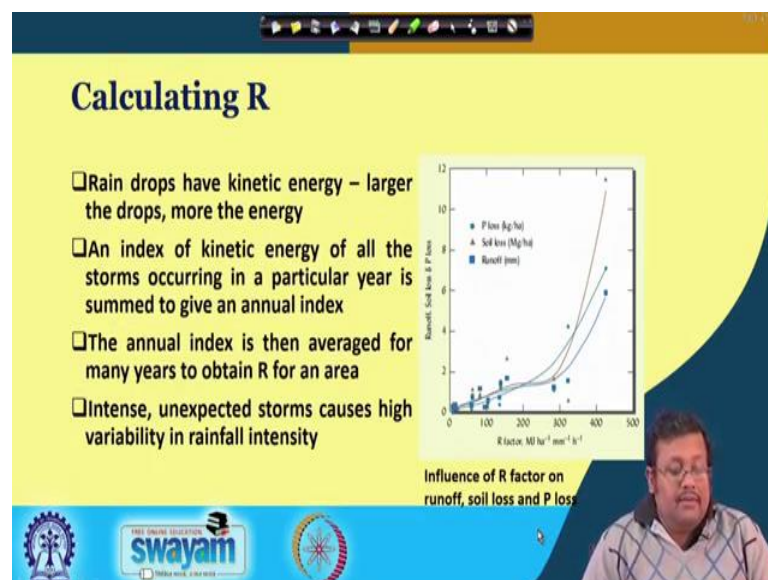 Calculating R
❑Rain drops have kinetic energy – larger
the drops, more the energy
❑An index of kinetic energy of all the
storms occurring in a particular year is
summed to give an annual index
❑The annual index is then averaged for
many years to obtain R for an area
❑Intense, unexpected storms causes high
variability in rainfall intensity
12
10
8
6
4
2
0
P loss (kg/ha)
Soil loss (Mg/ha)
Runoff (mm)
Runoff, Soil loss & P loss
0 100 200 300 400 500
R factor, MJ ha⁻¹ mm⁻¹ h⁻¹
Influence of R factor on
runoff, soil loss and P loss
FREE ONLINE EDUCATION
swayam